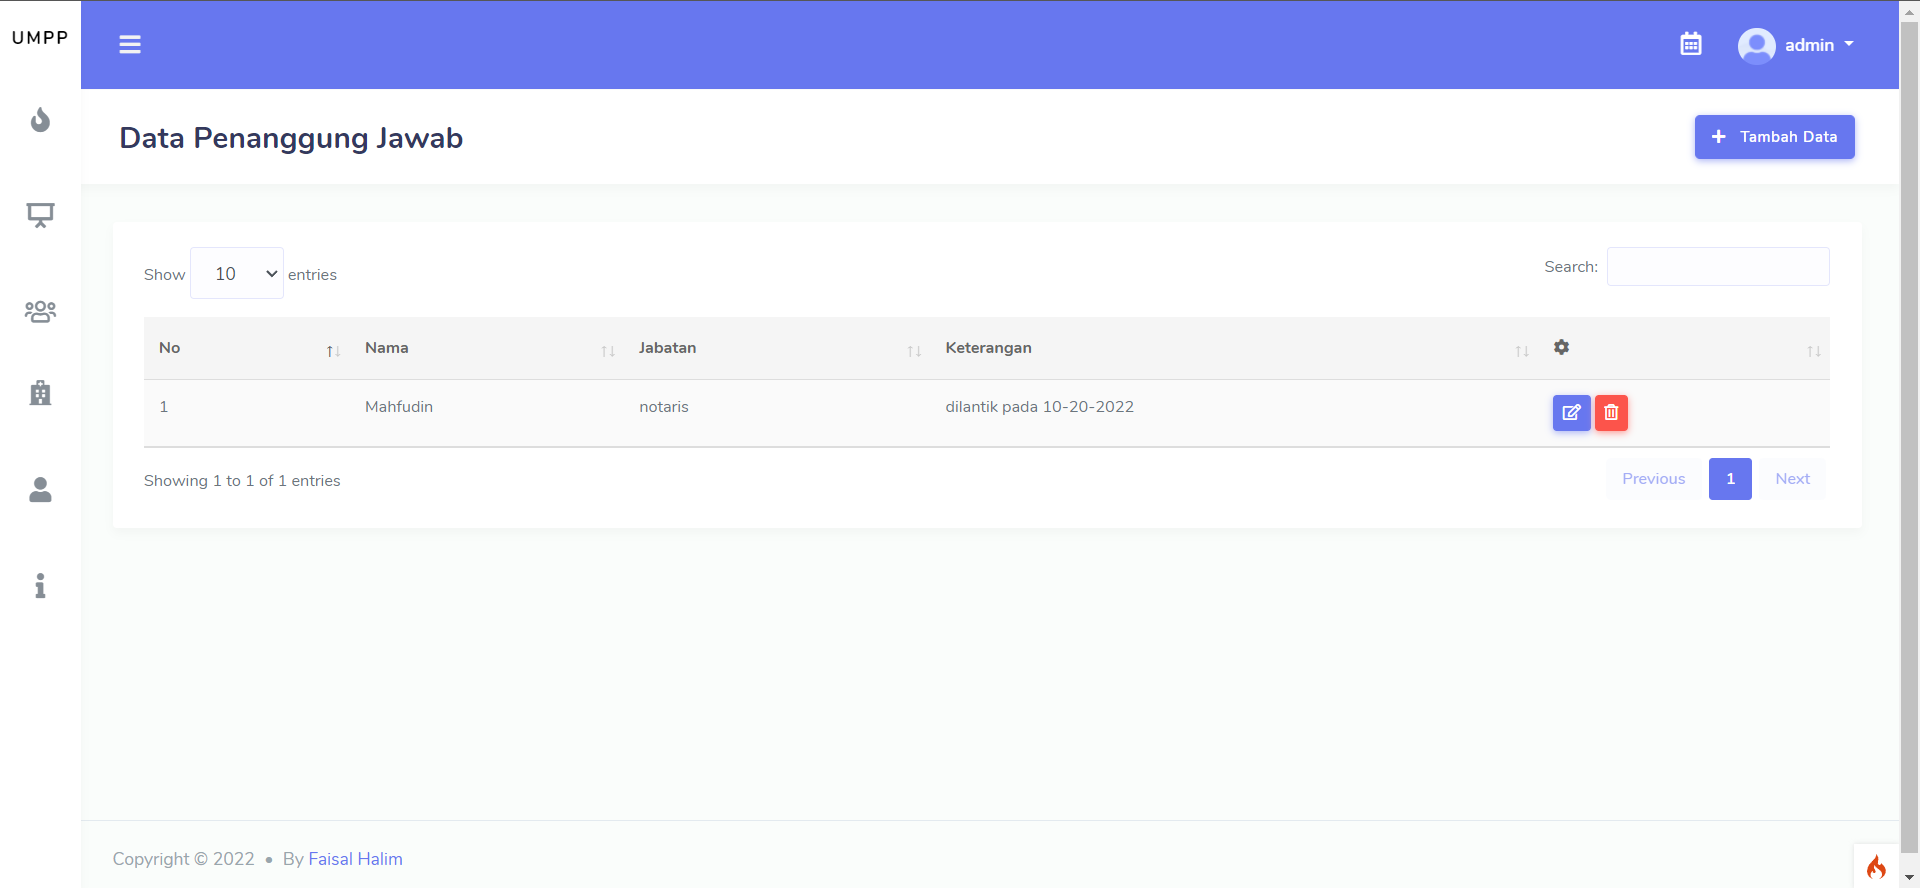 UMPP
admin
Data Penanggung Jawab
Tambah Data
Show 10 entries
Search:
No Nama Jabatan Keterangan
1 Mahfudin notaris dilantik pada 10-20-2022
Showing 1 to 1 of 1 entries
Previous 1 Next
Copyright © 2022 • By Faisal Halim